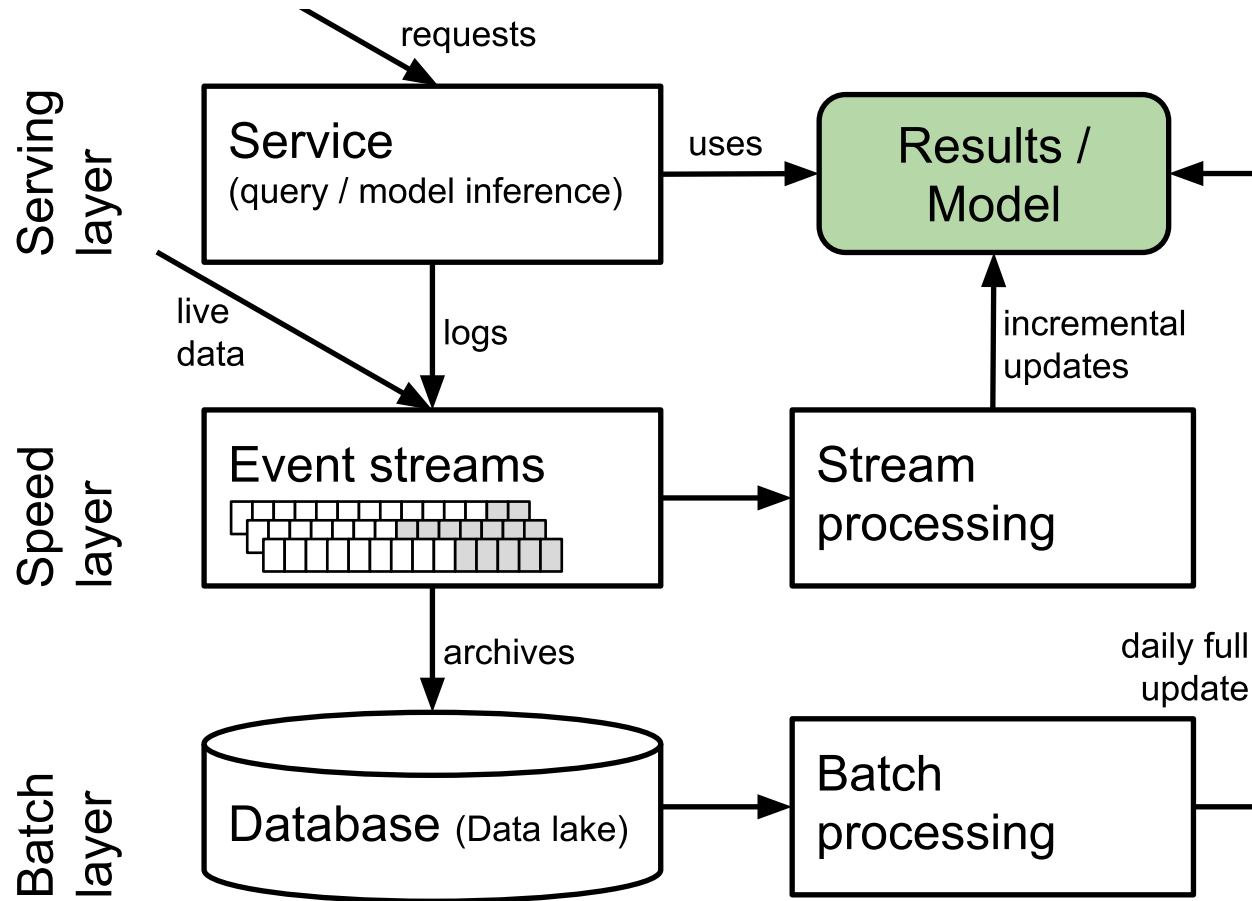 requests
Serving
layer
Service
(query / model inference)
uses
Results /
Model
live
data
logs
incremental
updates
Speed
layer
Event streams
Stream
processing
archives
daily full
update
Batch
layer
Database (Data lake)
Batch
processing